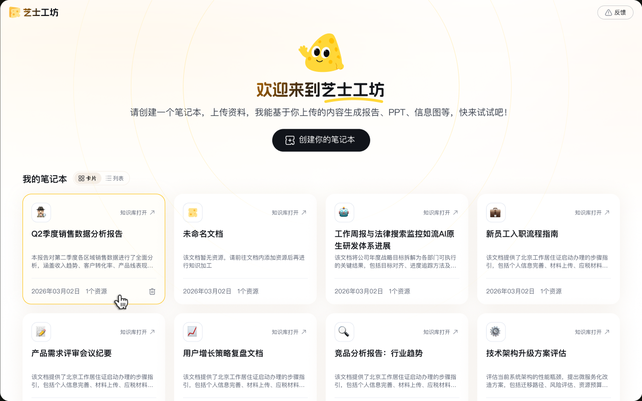 芝士工坊
反馈
欢迎来到芝士工坊
请创建一个笔记本，上传资料，我能基于你上传的内容生成报告、PPT、信息图等，快来试试吧！
创建你的笔记本
我的笔记本
卡片
列表
知识库打开
Q2季度销售数据分析报告
本报告对第二季度各区域销售数据进行了全面分析，涵盖收入趋势、客户转化率、产品线表现...
2026年03月02日 1个资源
知识库打开
未命名文档
该文档暂无资源，请前往文档内添加资源后再进行知识加工
2026年03月02日 1个资源
知识库打开
工作周报与法律搜索监控如流AI原生研发体系进展
该文档将公司年度战略目标拆解为各部门可执行的关键结果，包括目标对齐、进度追踪方法及...
2026年03月02日 1个资源
知识库打开
新员工入职流程指南
该文档提供了北京工作居住证启动办理的步骤指引，包括个人信息完善、材料上传、应税材料...
2026年03月02日 1个资源
知识库打开
产品需求评审会议纪要
该文档提供了北京工作居住证启动办理的步骤指引，包括个人信息完善、材料上传、应税材料...
知识库打开
用户增长策略复盘文档
该文档提供了北京工作居住证启动办理的步骤指引，包括个人信息完善、材料上传、应税材料...
知识库打开
竞品分析报告：行业趋势
该文档提供了北京工作居住证启动办理的步骤指引，包括个人信息完善、材料上传、应税材料...
知识库打开
技术架构升级方案评估
评估当前系统架构的性能瓶颈，提出微服务化改造方案，包括迁移路径、风险评估、资源预算...